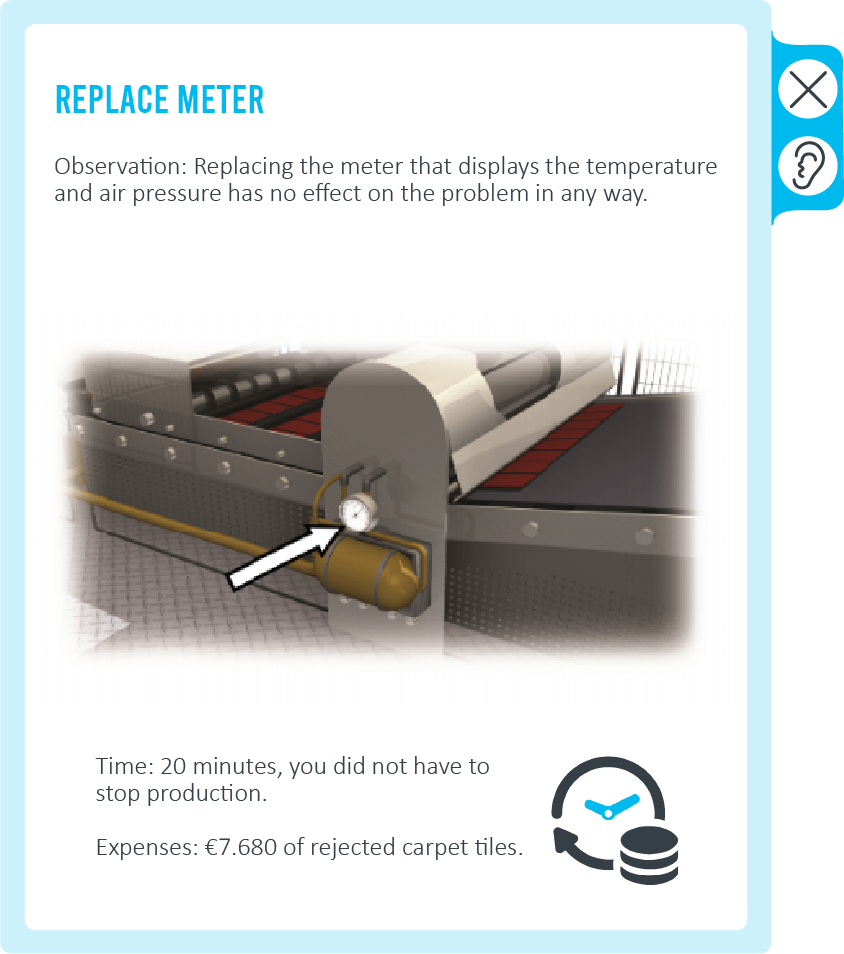 REPLACE METER
Observation: Replacing the meter that displays the temperature
and air pressure has no effect on the problem in any way.
Time: 20 minutes, you did not have to
stop production.
Expenses: €7.680 of rejected carpet tiles.